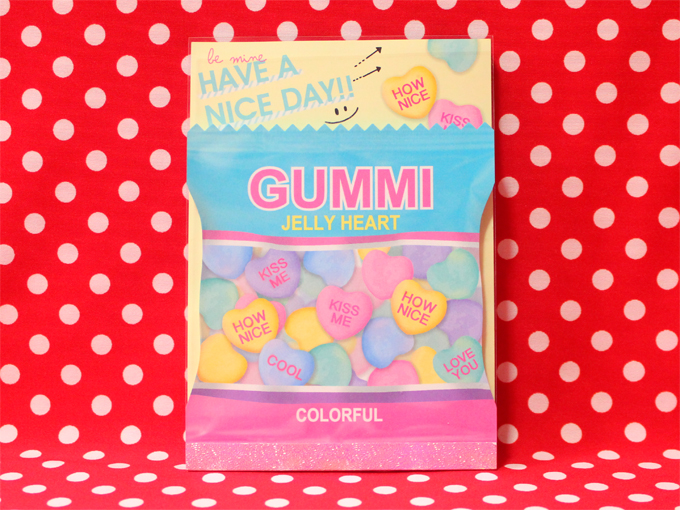 be mine
HAVE A
NICE DAY!!
HOW
NICE
KISS
GUMMI
JELLY HEART
KISS
ME
KISS
ME
HOW
NICE
HOW
NICE
COOL
LOVE
YOU
COLORFUL